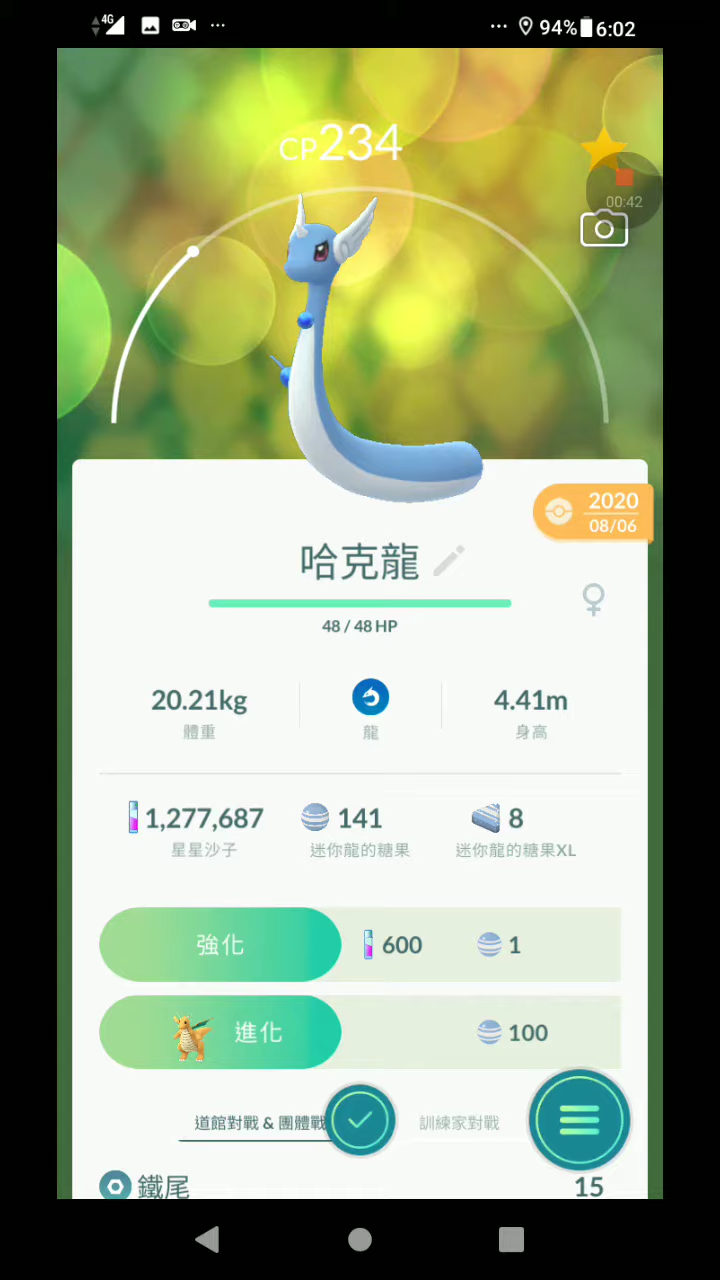 4G 94% 6:02
CP234
00:42
2020
08/06
哈克龍
48 / 48 HP
20.21kg 4.41m
體重 龍 身高
1,277,687 141 8
星星沙子 迷你龍的糖果 迷你龍的糖果XL
強化 600 1
進化 100
道館對戰 & 團體戰 訓練家對戰
鐵尾 15